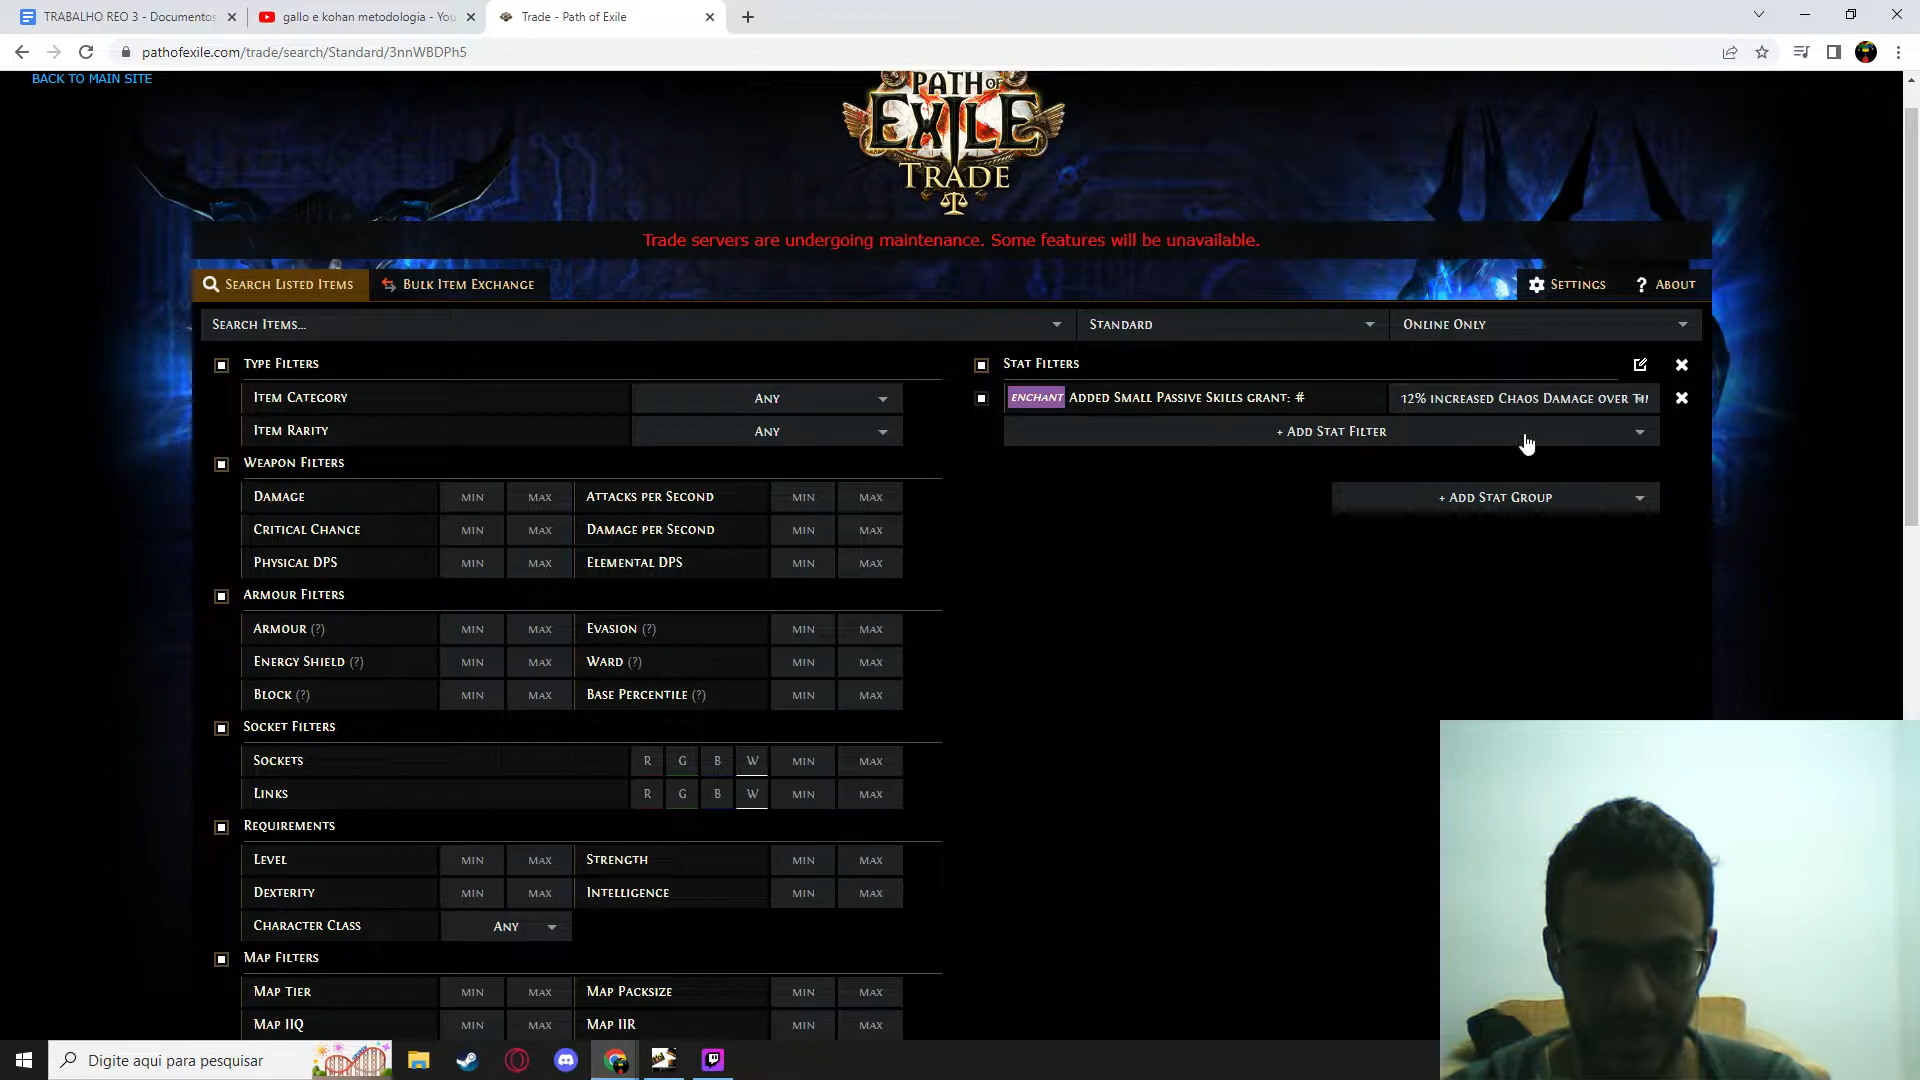 TRABALHO REO 3 - Documentos
gallo e kohan metodologia - You
Trade - Path of Exile
pathofexile.com/trade/search/Standard/3nnWBDPh5
BACK TO MAIN SITE
PATH OF
EXILE
TRADE
Trade servers are undergoing maintenance. Some features will be unavailable.
Search Listed Items
Bulk Item Exchange
Settings
? About
Search Items...
Standard
Online Only
Type Filters
Stat Filters
Item Category
Any
ENCHANT Added Small Passive Skills grant: #
12% increased Chaos Damage over Ti
Item Rarity
Any
+ Add Stat Filter
Weapon Filters
Damage MIN MAX Attacks per Second MIN MAX
+ Add Stat Group
Critical Chance MIN MAX Damage per Second MIN MAX
Physical DPS MIN MAX Elemental DPS MIN MAX
Armour Filters
Armour (?) MIN MAX Evasion (?) MIN MAX
Energy Shield (?) MIN MAX Ward (?) MIN MAX
Block (?) MIN MAX Base Percentile (?) MIN MAX
Socket Filters
Sockets R G B W MIN MAX
Links R G B W MIN MAX
Requirements
Level MIN MAX Strength MIN MAX
Dexterity MIN MAX Intelligence MIN MAX
Character Class Any
Map Filters
Map Tier MIN MAX Map Packsize MIN MAX
Map IIQ MIN MAX Map IIR MIN MAX
Digite aqui para pesquisar